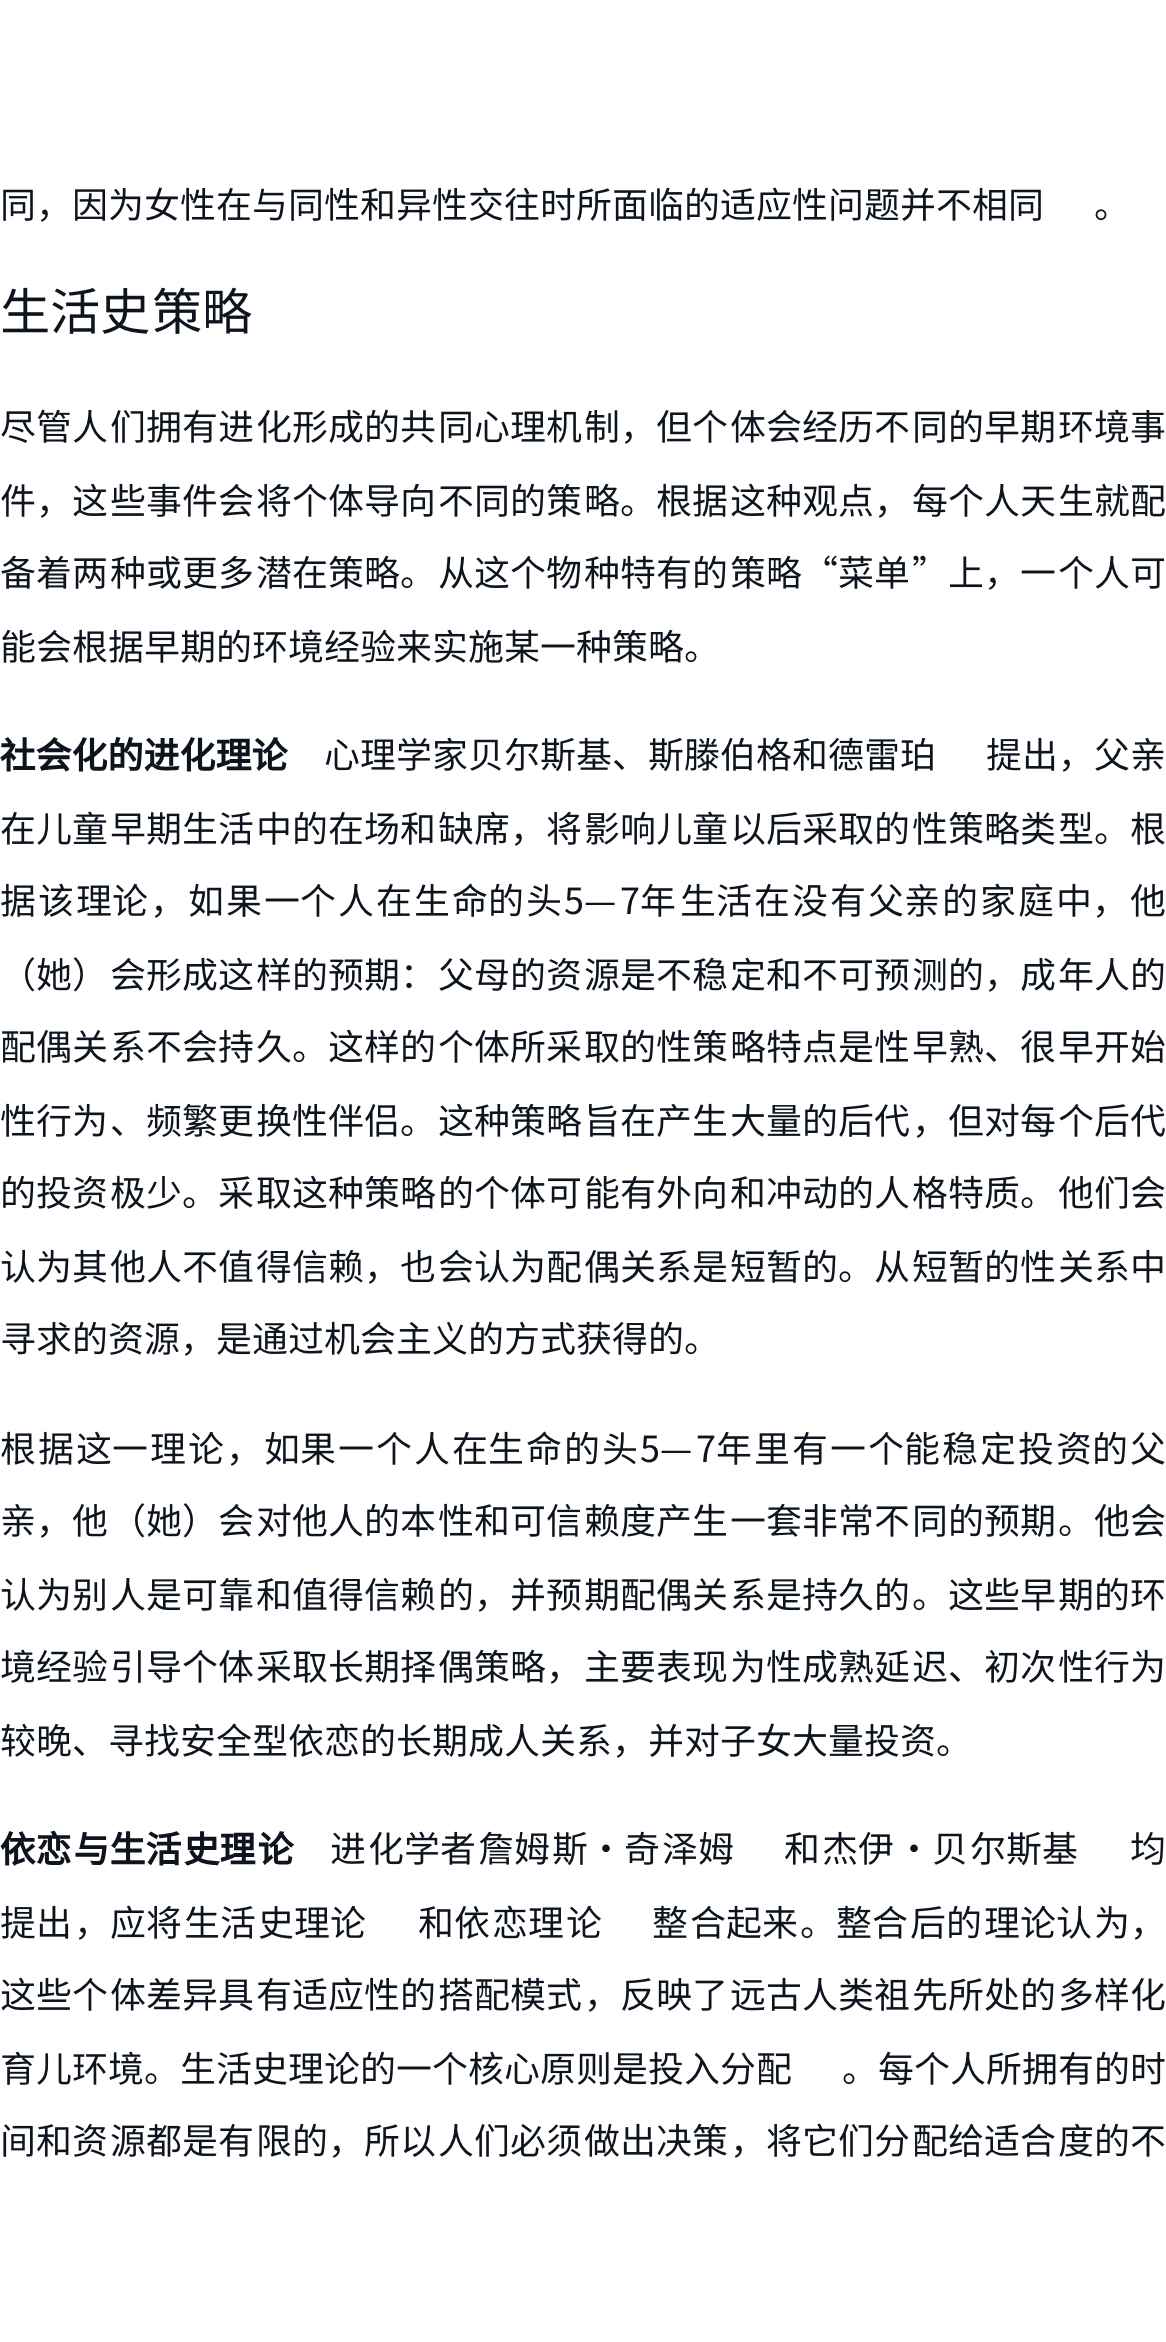 同，因为女性在与同性和异性交往时所面临的适应性问题并不相同 。
生活史策略
尽管人们拥有进化形成的共同心理机制，但个体会经历不同的早期环境事
件，这些事件会将个体导向不同的策略。根据这种观点，每个人天生就配
备着两种或更多潜在策略。从这个物种特有的策略“菜单”上，一个人可
能会根据早期的环境经验来实施某一种策略。
社会化的进化理论 心理学家贝尔斯基、斯滕伯格和德雷珀 提出，父亲
在儿童早期生活中的在场和缺席，将影响儿童以后采取的性策略类型。根
据该理论，如果一个人在生命的头5—7年生活在没有父亲的家庭中，他
（她）会形成这样的预期：父母的资源是不稳定和不可预测的，成年人的
配偶关系不会持久。这样的个体所采取的性策略特点是性早熟、很早开始
性行为、频繁更换性伴侣。这种策略旨在产生大量的后代，但对每个后代
的投资极少。采取这种策略的个体可能有外向和冲动的人格特质。他们会
认为其他人不值得信赖，也会认为配偶关系是短暂的。从短暂的性关系中
寻求的资源，是通过机会主义的方式获得的。
根据这一理论，如果一个人在生命的头5—7年里有一个能稳定投资的父
亲，他（她）会对他人的本性和可信赖度产生一套非常不同的预期。他会
认为别人是可靠和值得信赖的，并预期配偶关系是持久的。这些早期的环
境经验引导个体采取长期择偶策略，主要表现为性成熟延迟、初次性行为
较晚、寻找安全型依恋的长期成人关系，并对子女大量投资。
依恋与生活史理论 进化学者詹姆斯·奇泽姆 和杰伊·贝尔斯基 均
提出，应将生活史理论 和依恋理论 整合起来。整合后的理论认为，
这些个体差异具有适应性的搭配模式，反映了远古人类祖先所处的多样化
育儿环境。生活史理论的一个核心原则是投入分配 。每个人所拥有的时
间和资源都是有限的，所以人们必须做出决策，将它们分配给适合度的不